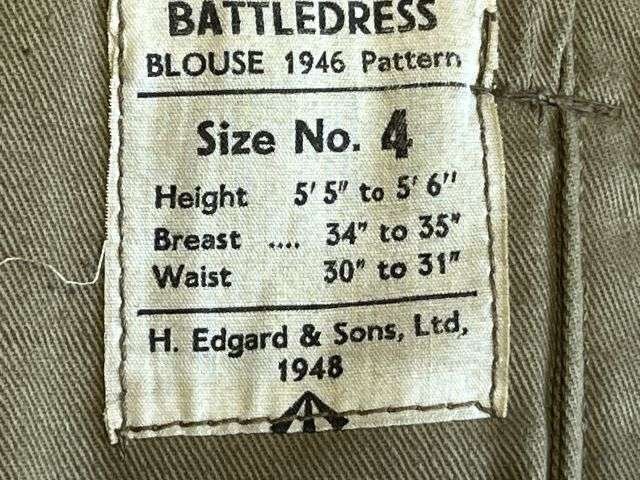 BATTLEDRESS
BLOUSE 1946 Pattern
Size No. 4
Height 5' 5" to 5' 6"
Breast .... 34" to 35"
Waist 30" to 31"
H. Edgard & Sons, Ltd,
1948